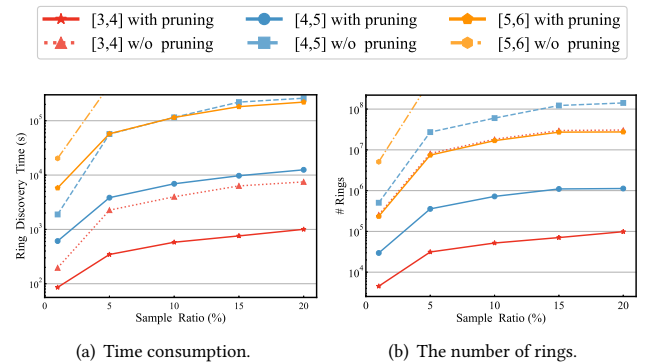 [3,4] with pruning [4,5] with pruning [5,6] with pruning
[3,4] w/o pruning [4,5] w/o pruning [5,6] w/o pruning
Ring Discovery Time (s)
10^5
10^4
10^3
10^2
0 5 10 15 20
Sample Ratio (%)
(a) Time consumption.
# Rings
10^8
10^7
10^6
10^5
10^4
0 5 10 15 20
Sample Ratio (%)
(b) The number of rings.